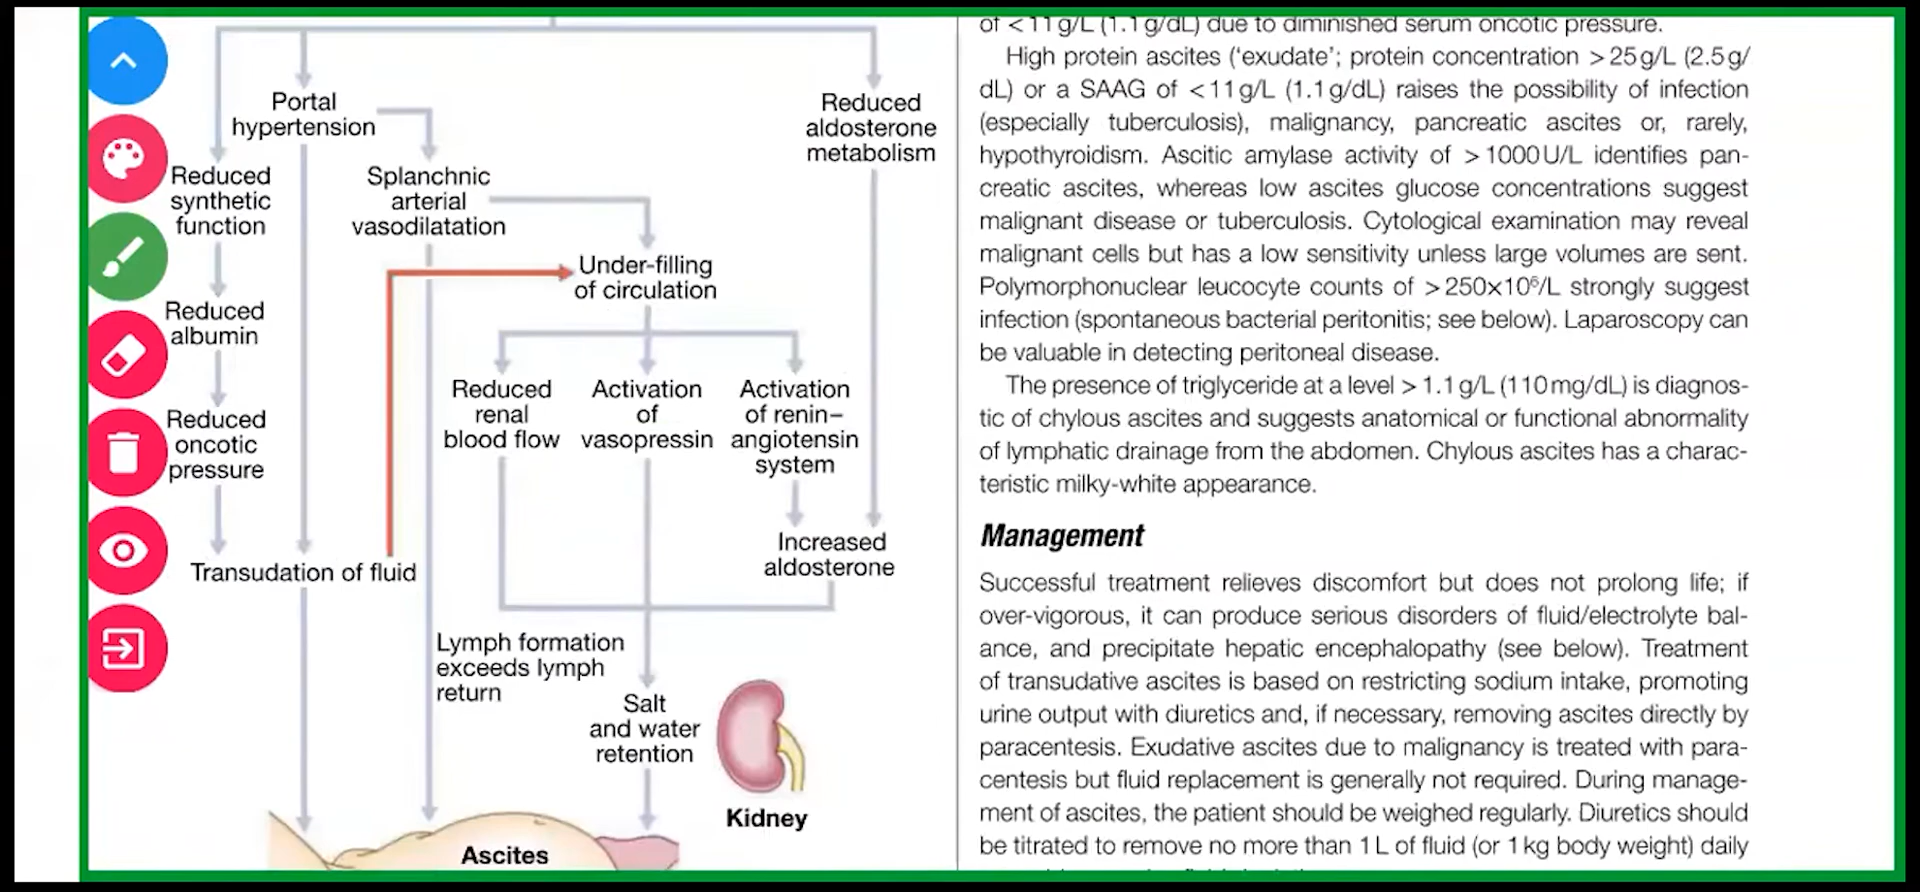 Portal
hypertension
Reduced
aldosterone
metabolism
Reduced
synthetic
function
Splanchnic
arterial
vasodilatation
Under-filling
of circulation
Reduced
albumin
Reduced
renal
blood flow
Activation
of
vasopressin
Activation
of renin–
angiotensin
system
Reduced
oncotic
pressure
Increased
aldosterone
Transudation of fluid
Lymph formation
exceeds lymph
return
Salt
and water
retention
Kidney
Ascites
of <11 g/L (1.1 g/dL) due to diminished serum oncotic pressure.
High protein ascites (‘exudate’; protein concentration >25 g/L (2.5 g/
dL) or a SAAG of <11 g/L (1.1 g/dL) raises the possibility of infection
(especially tuberculosis), malignancy, pancreatic ascites or, rarely,
hypothyroidism. Ascitic amylase activity of >1000 U/L identifies pan-
creatic ascites, whereas low ascites glucose concentrations suggest
malignant disease or tuberculosis. Cytological examination may reveal
malignant cells but has a low sensitivity unless large volumes are sent.
Polymorphonuclear leucocyte counts of >250x10⁶/L strongly suggest
infection (spontaneous bacterial peritonitis; see below). Laparoscopy can
be valuable in detecting peritoneal disease.
The presence of triglyceride at a level >1.1 g/L (110 mg/dL) is diagnos-
tic of chylous ascites and suggests anatomical or functional abnormality
of lymphatic drainage from the abdomen. Chylous ascites has a charac-
teristic milky-white appearance.
Management
Successful treatment relieves discomfort but does not prolong life; if
over-vigorous, it can produce serious disorders of fluid/electrolyte bal-
ance, and precipitate hepatic encephalopathy (see below). Treatment
of transudative ascites is based on restricting sodium intake, promoting
urine output with diuretics and, if necessary, removing ascites directly by
paracentesis. Exudative ascites due to malignancy is treated with para-
centesis but fluid replacement is generally not required. During manage-
ment of ascites, the patient should be weighed regularly. Diuretics should
be titrated to remove no more than 1 L of fluid (or 1 kg body weight) daily